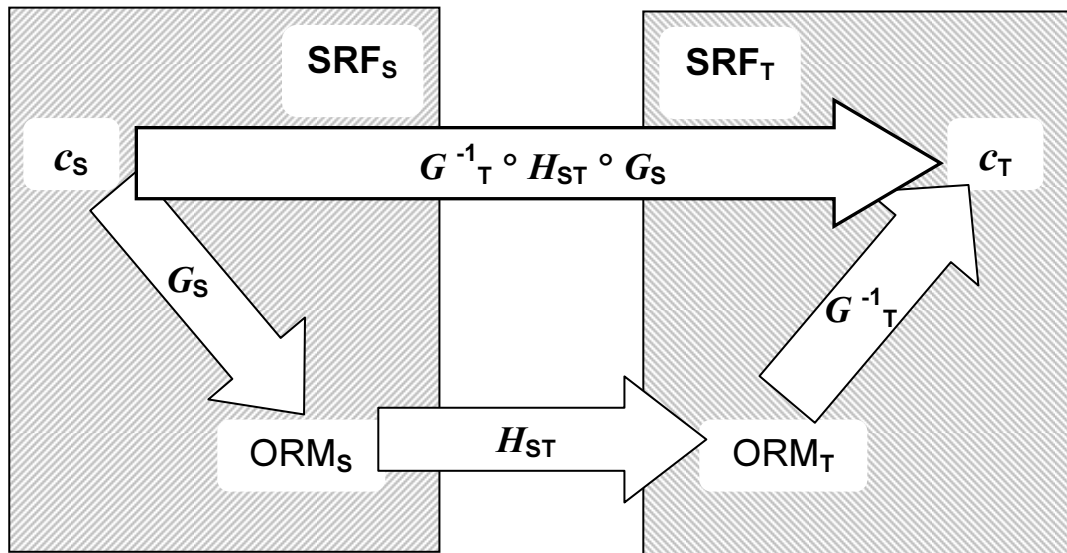 SRFS
SRFT
cS
G -1T ° HST ° GS
cT
GS
G -1T
ORMS
HST
ORMT